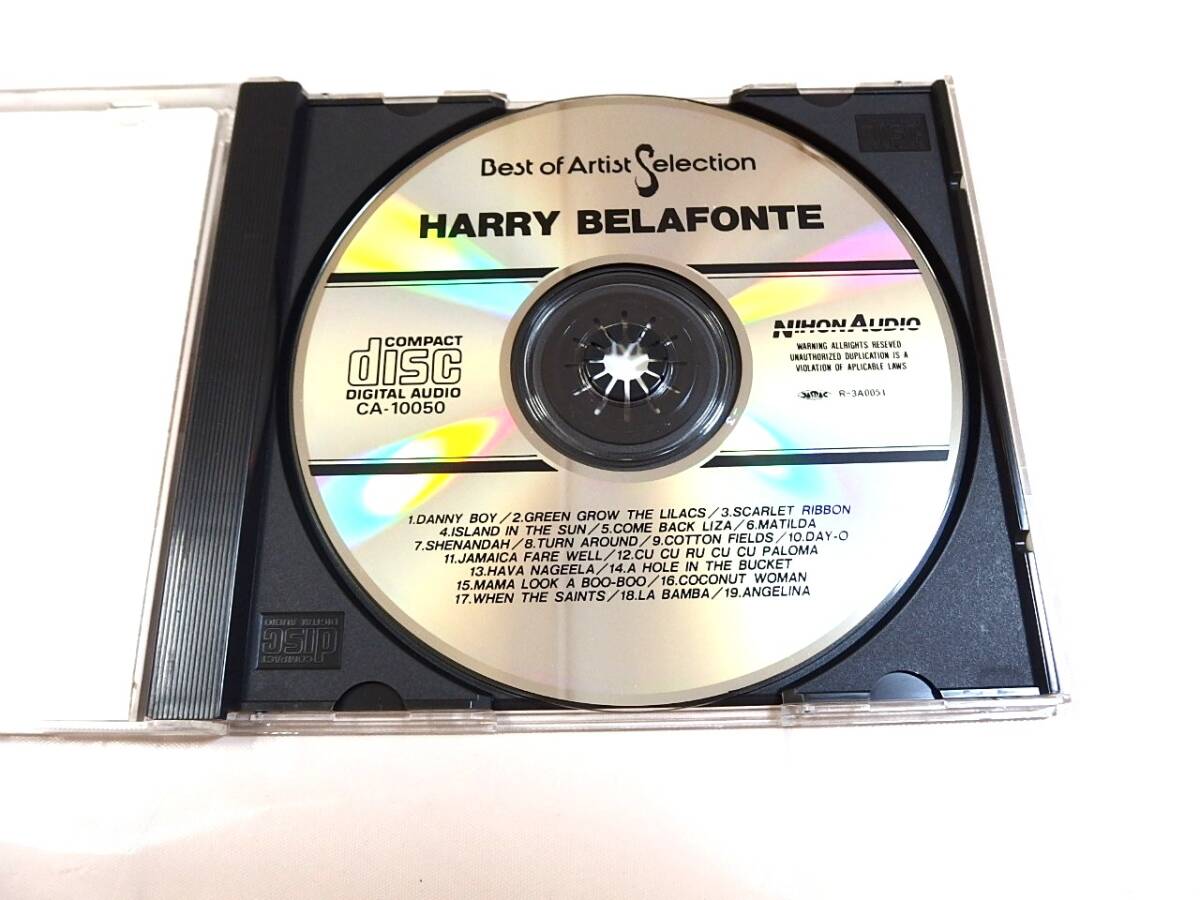 Best of Artist Selection
HARRY BELAFONTE
COMPACT
disc
DIGITAL AUDIO
CA-10050
NIHON AUDIO
WARNING ALLRIGHTS RESEVED
UNAUTHORIZED DUPLICATION IS A
VIOLATION OF APLICABLE LAWS
R-3A0051
1.DANNY BOY/2.GREEN GROW THE LILACS/3.SCARLET RIBBON
4.ISLAND IN THE SUN/5.COME BACK LIZA/6.MATILDA
7.SHENANDAH/8.TURN AROUND/9.COTTON FIELDS/10.DAY-O
11.JAMAICA FARE WELL/12.CU CU RU CU CU PALOMA
13.HAVA NAGEELA/14.A HOLE IN THE BUCKET
15.MAMA LOOK A BOO-BOO/16.COCONUT WOMAN
17.WHEN THE SAINTS/18.LA BAMBA/19.ANGELINA
COMPACT
disc
DIGITAL AUDIO